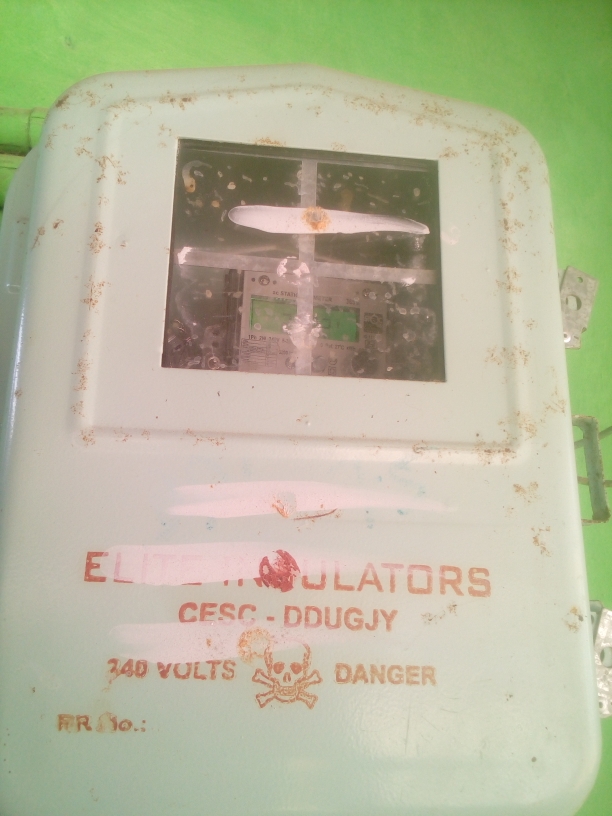 ELITE INSULATORS
CESC - DDUGJY
240 VOLTS DANGER
RR No.: